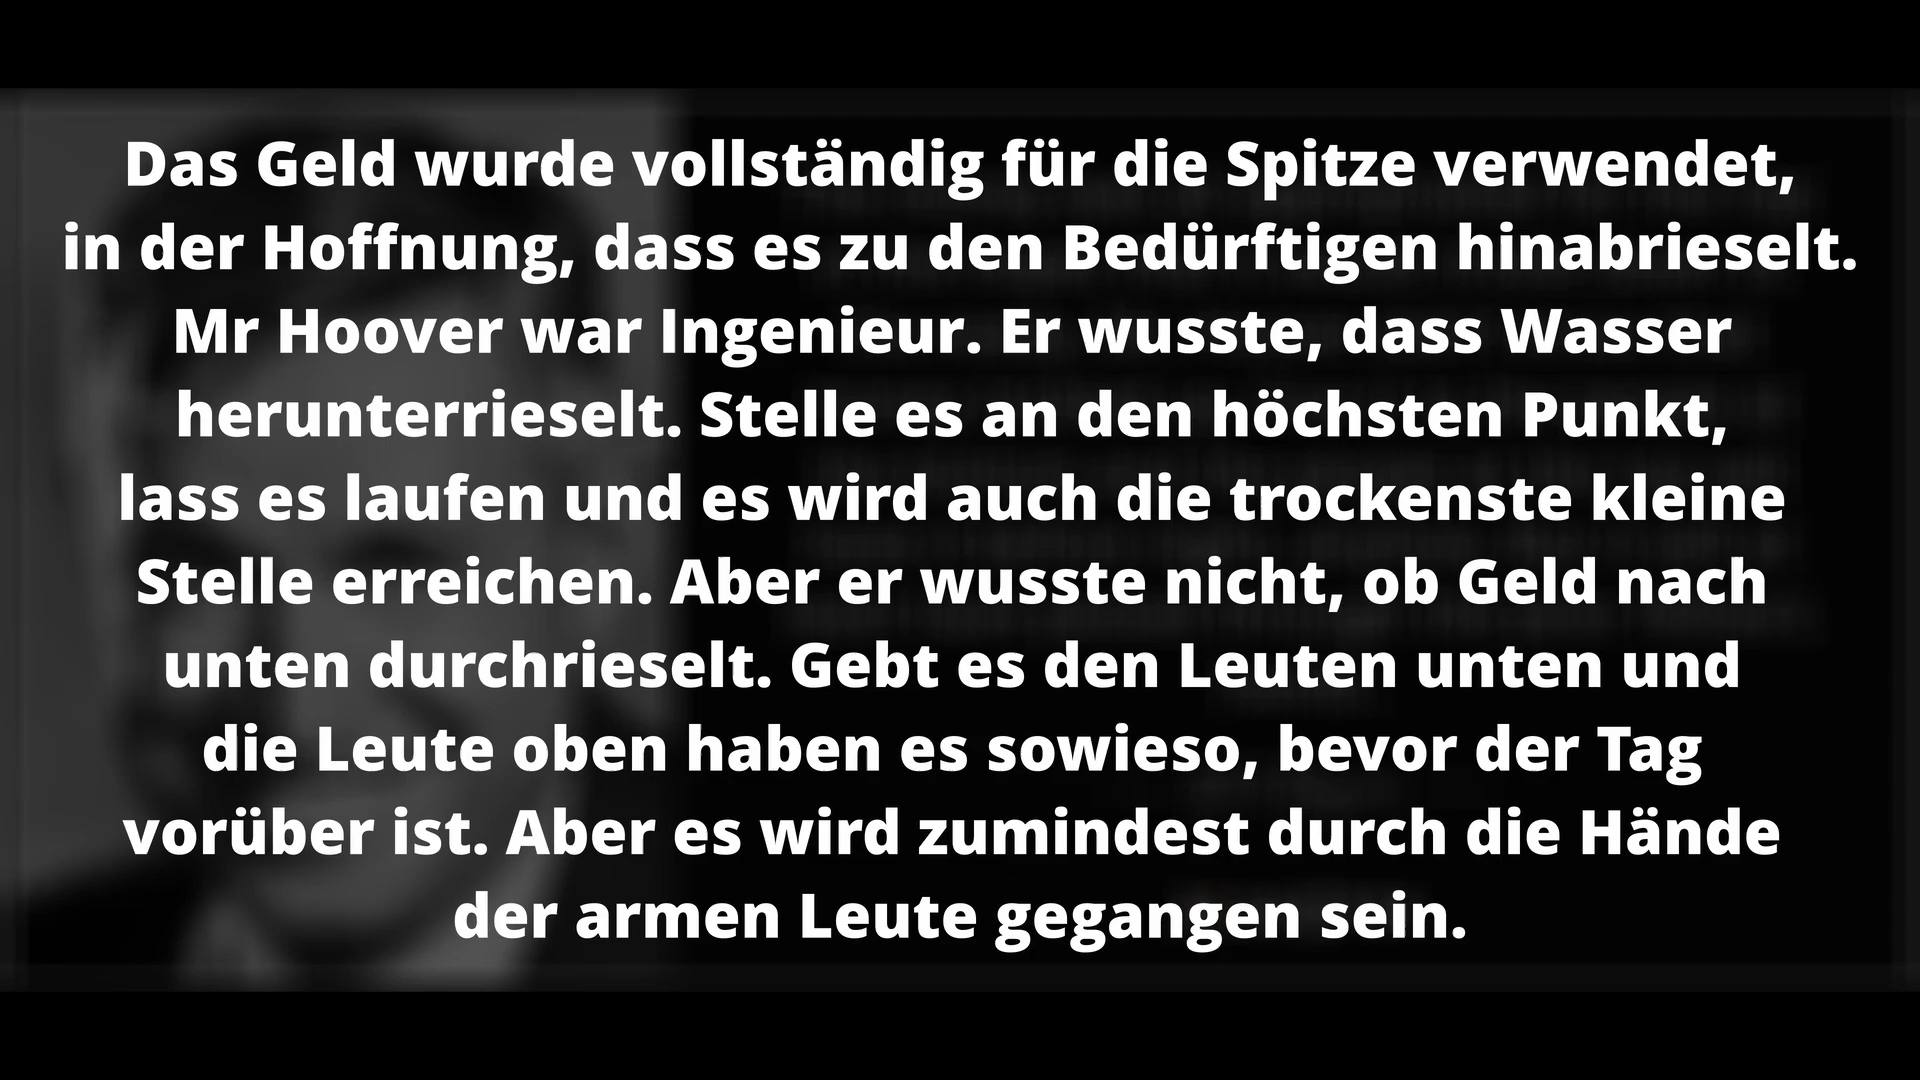 Das Geld wurde vollständig für die Spitze verwendet,
in der Hoffnung, dass es zu den Bedürftigen hinabrieselt.
Mr Hoover war Ingenieur. Er wusste, dass Wasser
herunterrieselt. Stelle es an den höchsten Punkt,
lass es laufen und es wird auch die trockenste kleine
Stelle erreichen. Aber er wusste nicht, ob Geld nach
unten durchrieselt. Gebt es den Leuten unten und
die Leute oben haben es sowieso, bevor der Tag
vorüber ist. Aber es wird zumindest durch die Hände
der armen Leute gegangen sein.